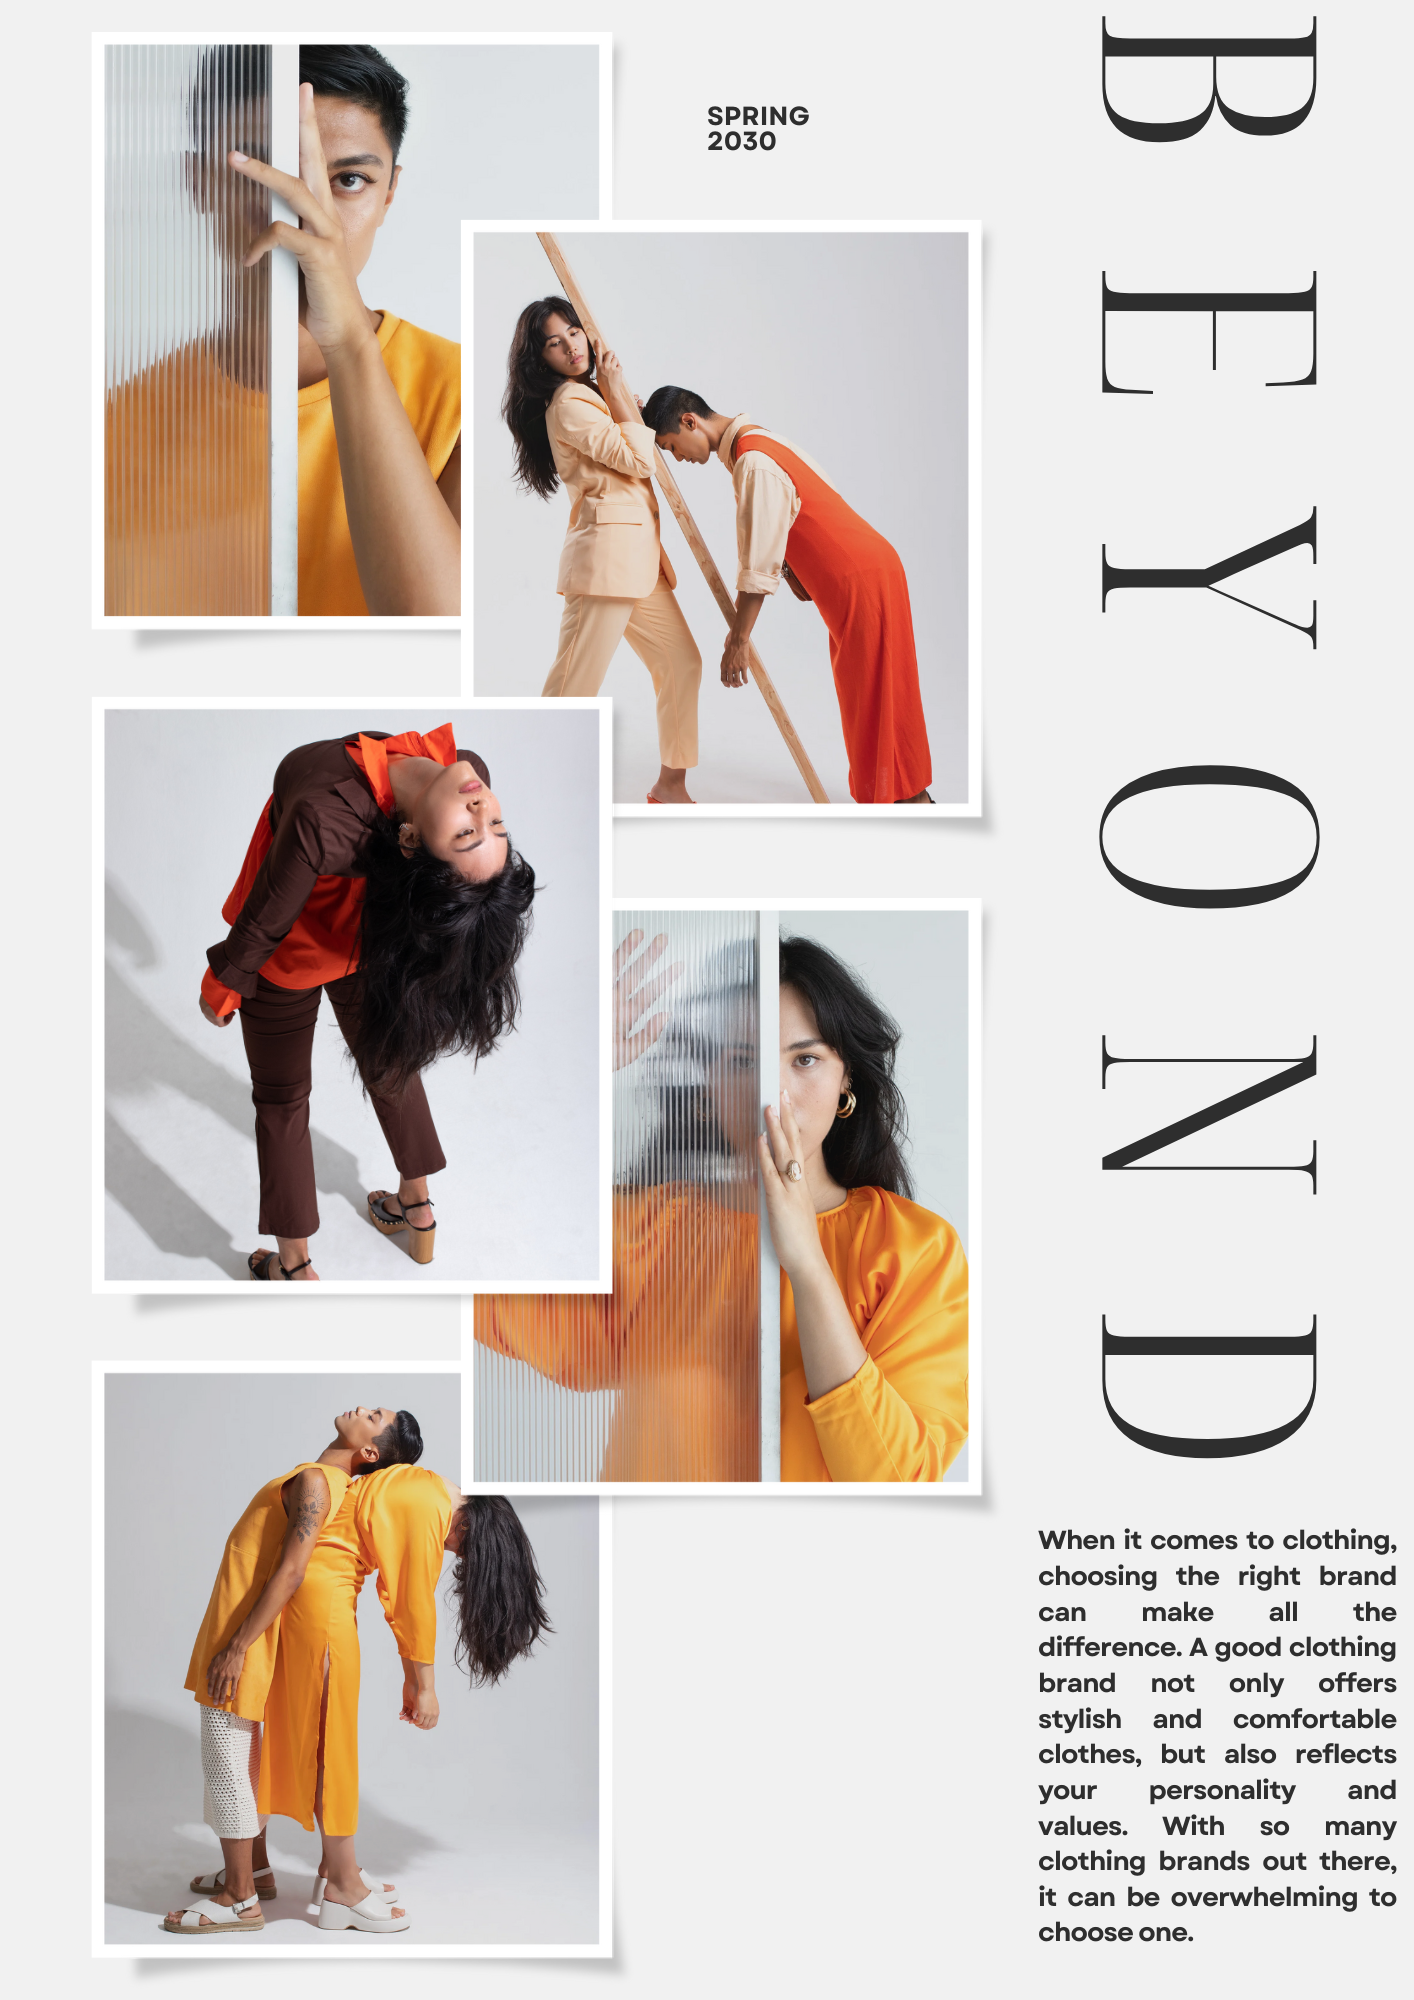 SPRING
2030
BEYOND
When it comes to clothing,
choosing the right brand
can make all the
difference. A good clothing
brand not only offers
stylish and comfortable
clothes, but also reflects
your personality and
values. With so many
clothing brands out there,
it can be overwhelming to
choose one.